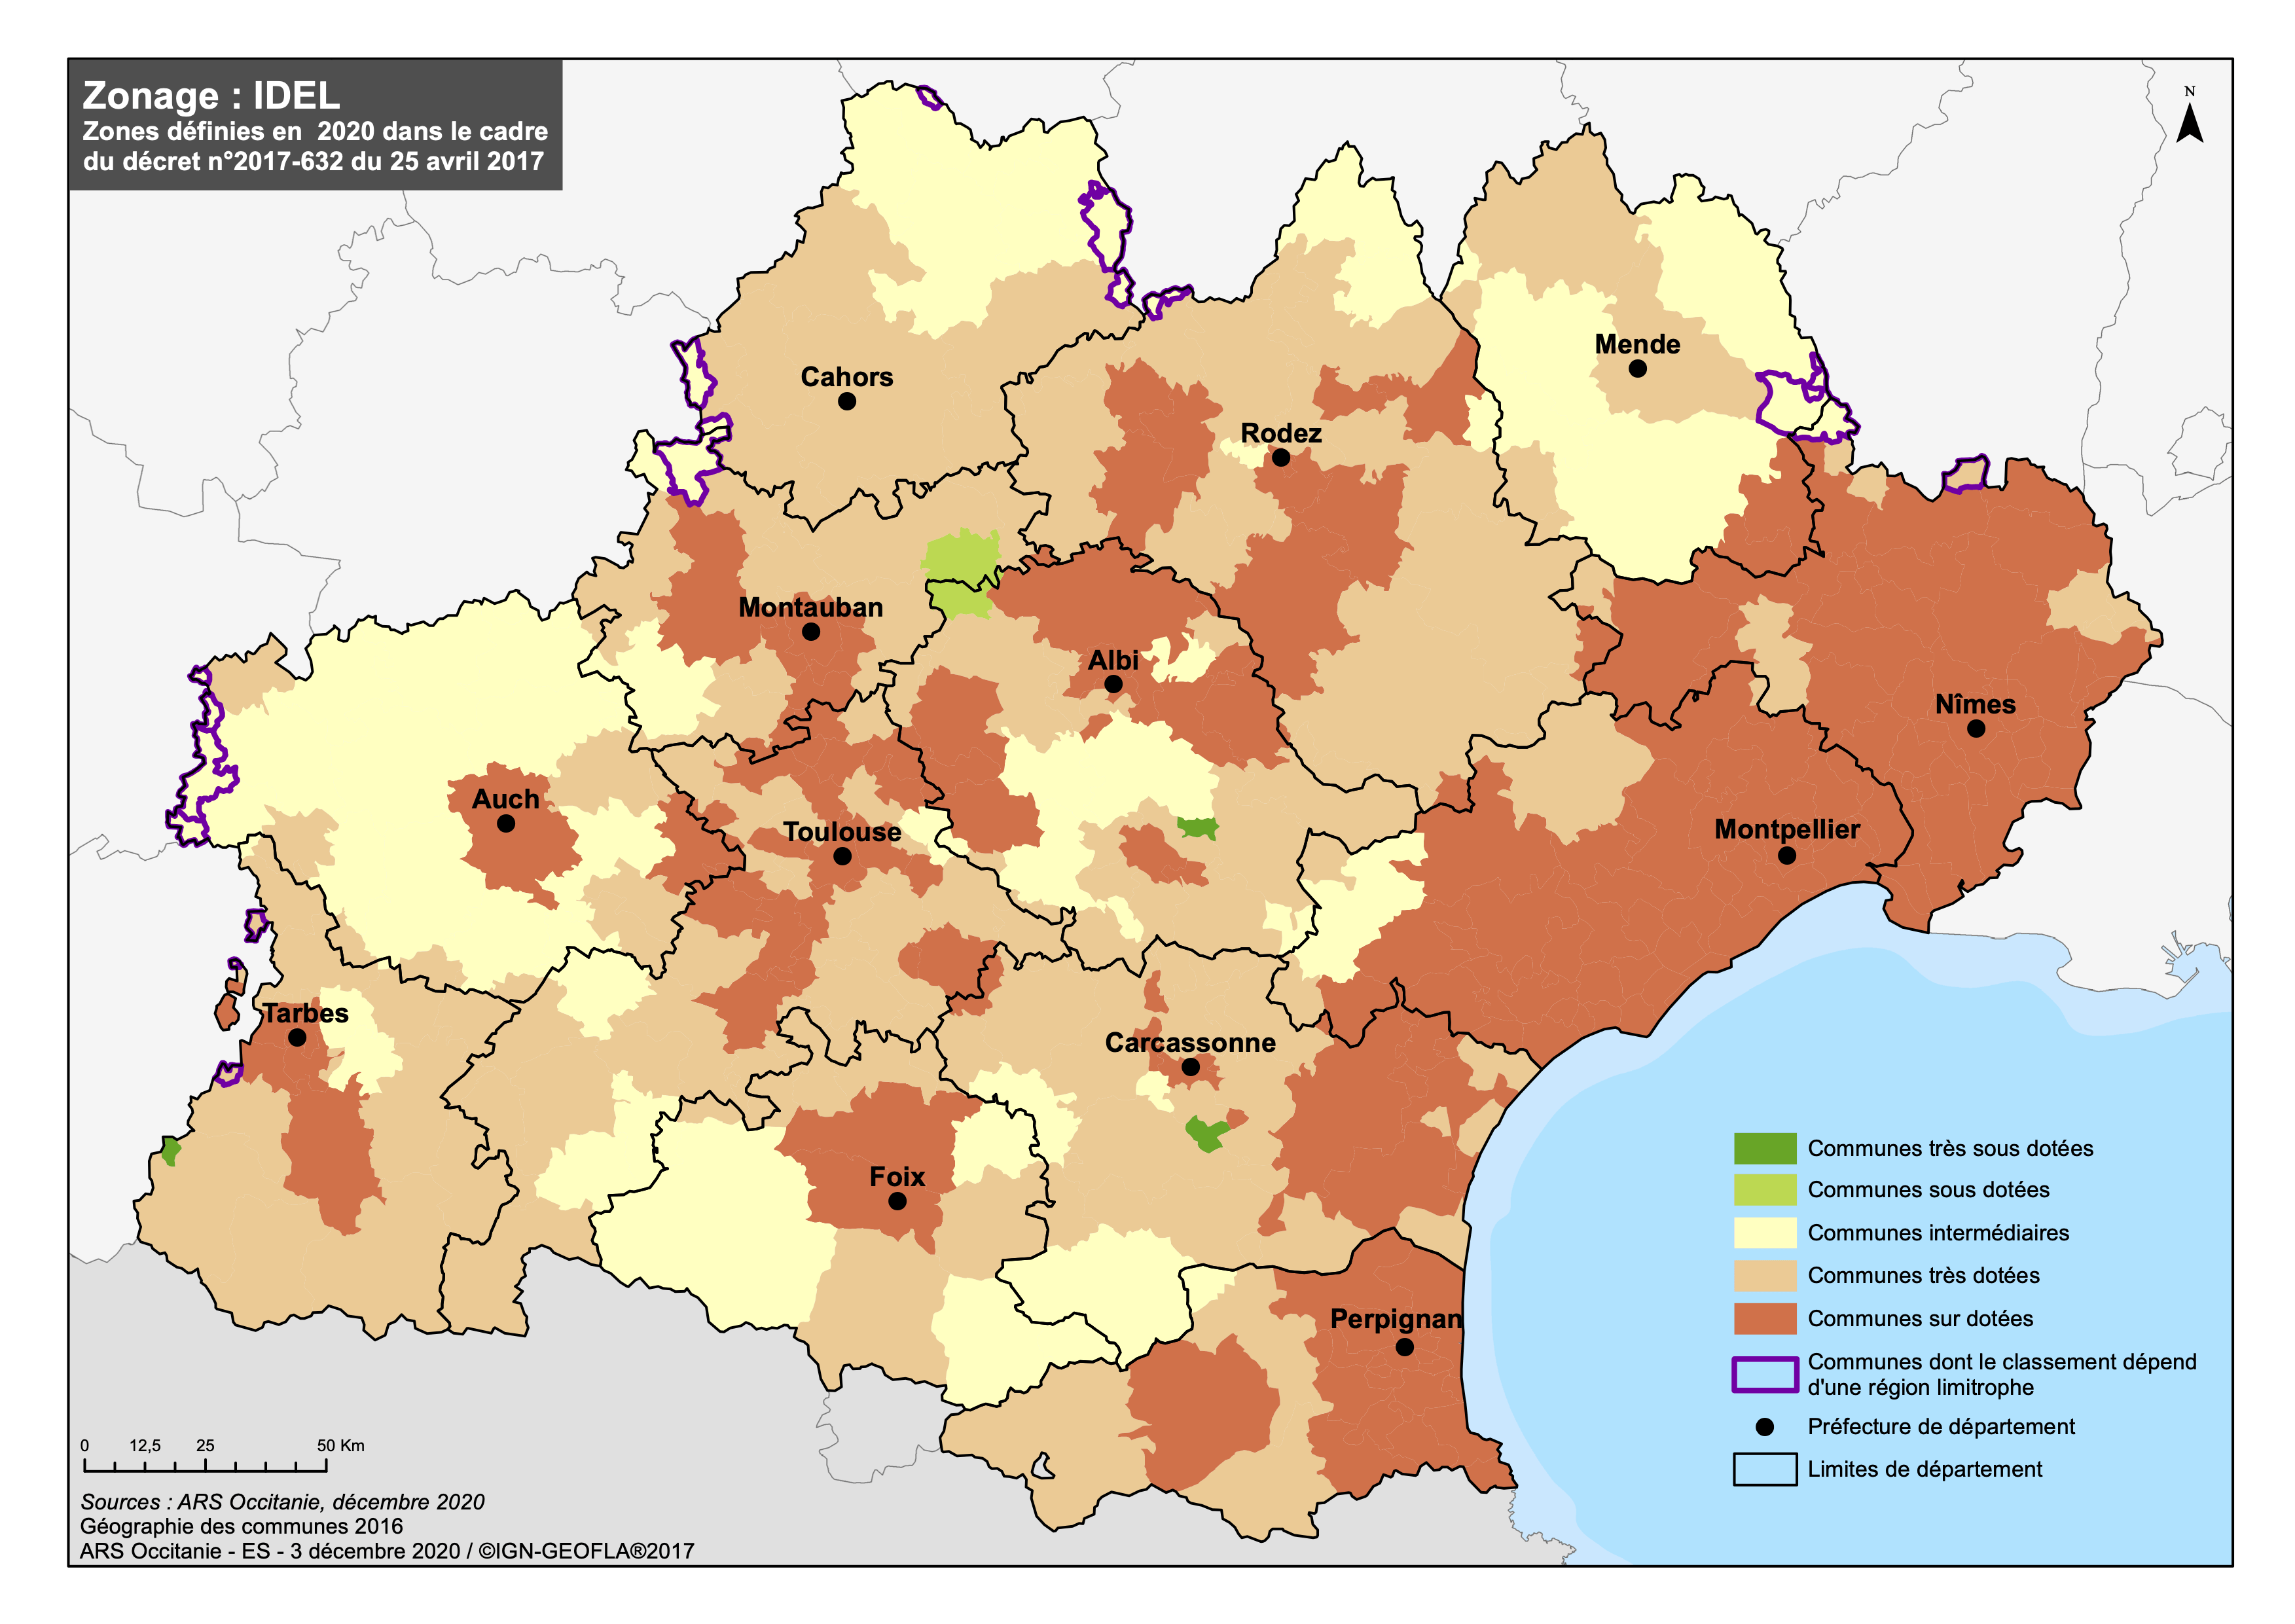 Zonage : IDEL
Zones définies en 2020 dans le cadre
du décret n°2017-632 du 25 avril 2017
N
Mende
Cahors
Rodez
Montauban
Albi
Nîmes
Auch
Toulouse
Montpellier
Tarbes
Carcassonne
Foix
Perpignan
Communes très sous dotées
Communes sous dotées
Communes intermédiaires
Communes très dotées
Communes sur dotées
Communes dont le classement dépend
d'une région limitrophe
Préfecture de département
Limites de département
0 12,5 25 50 Km
Sources : ARS Occitanie, décembre 2020
Géographie des communes 2016
ARS Occitanie - ES - 3 décembre 2020 / ©IGN-GEOFLA®2017